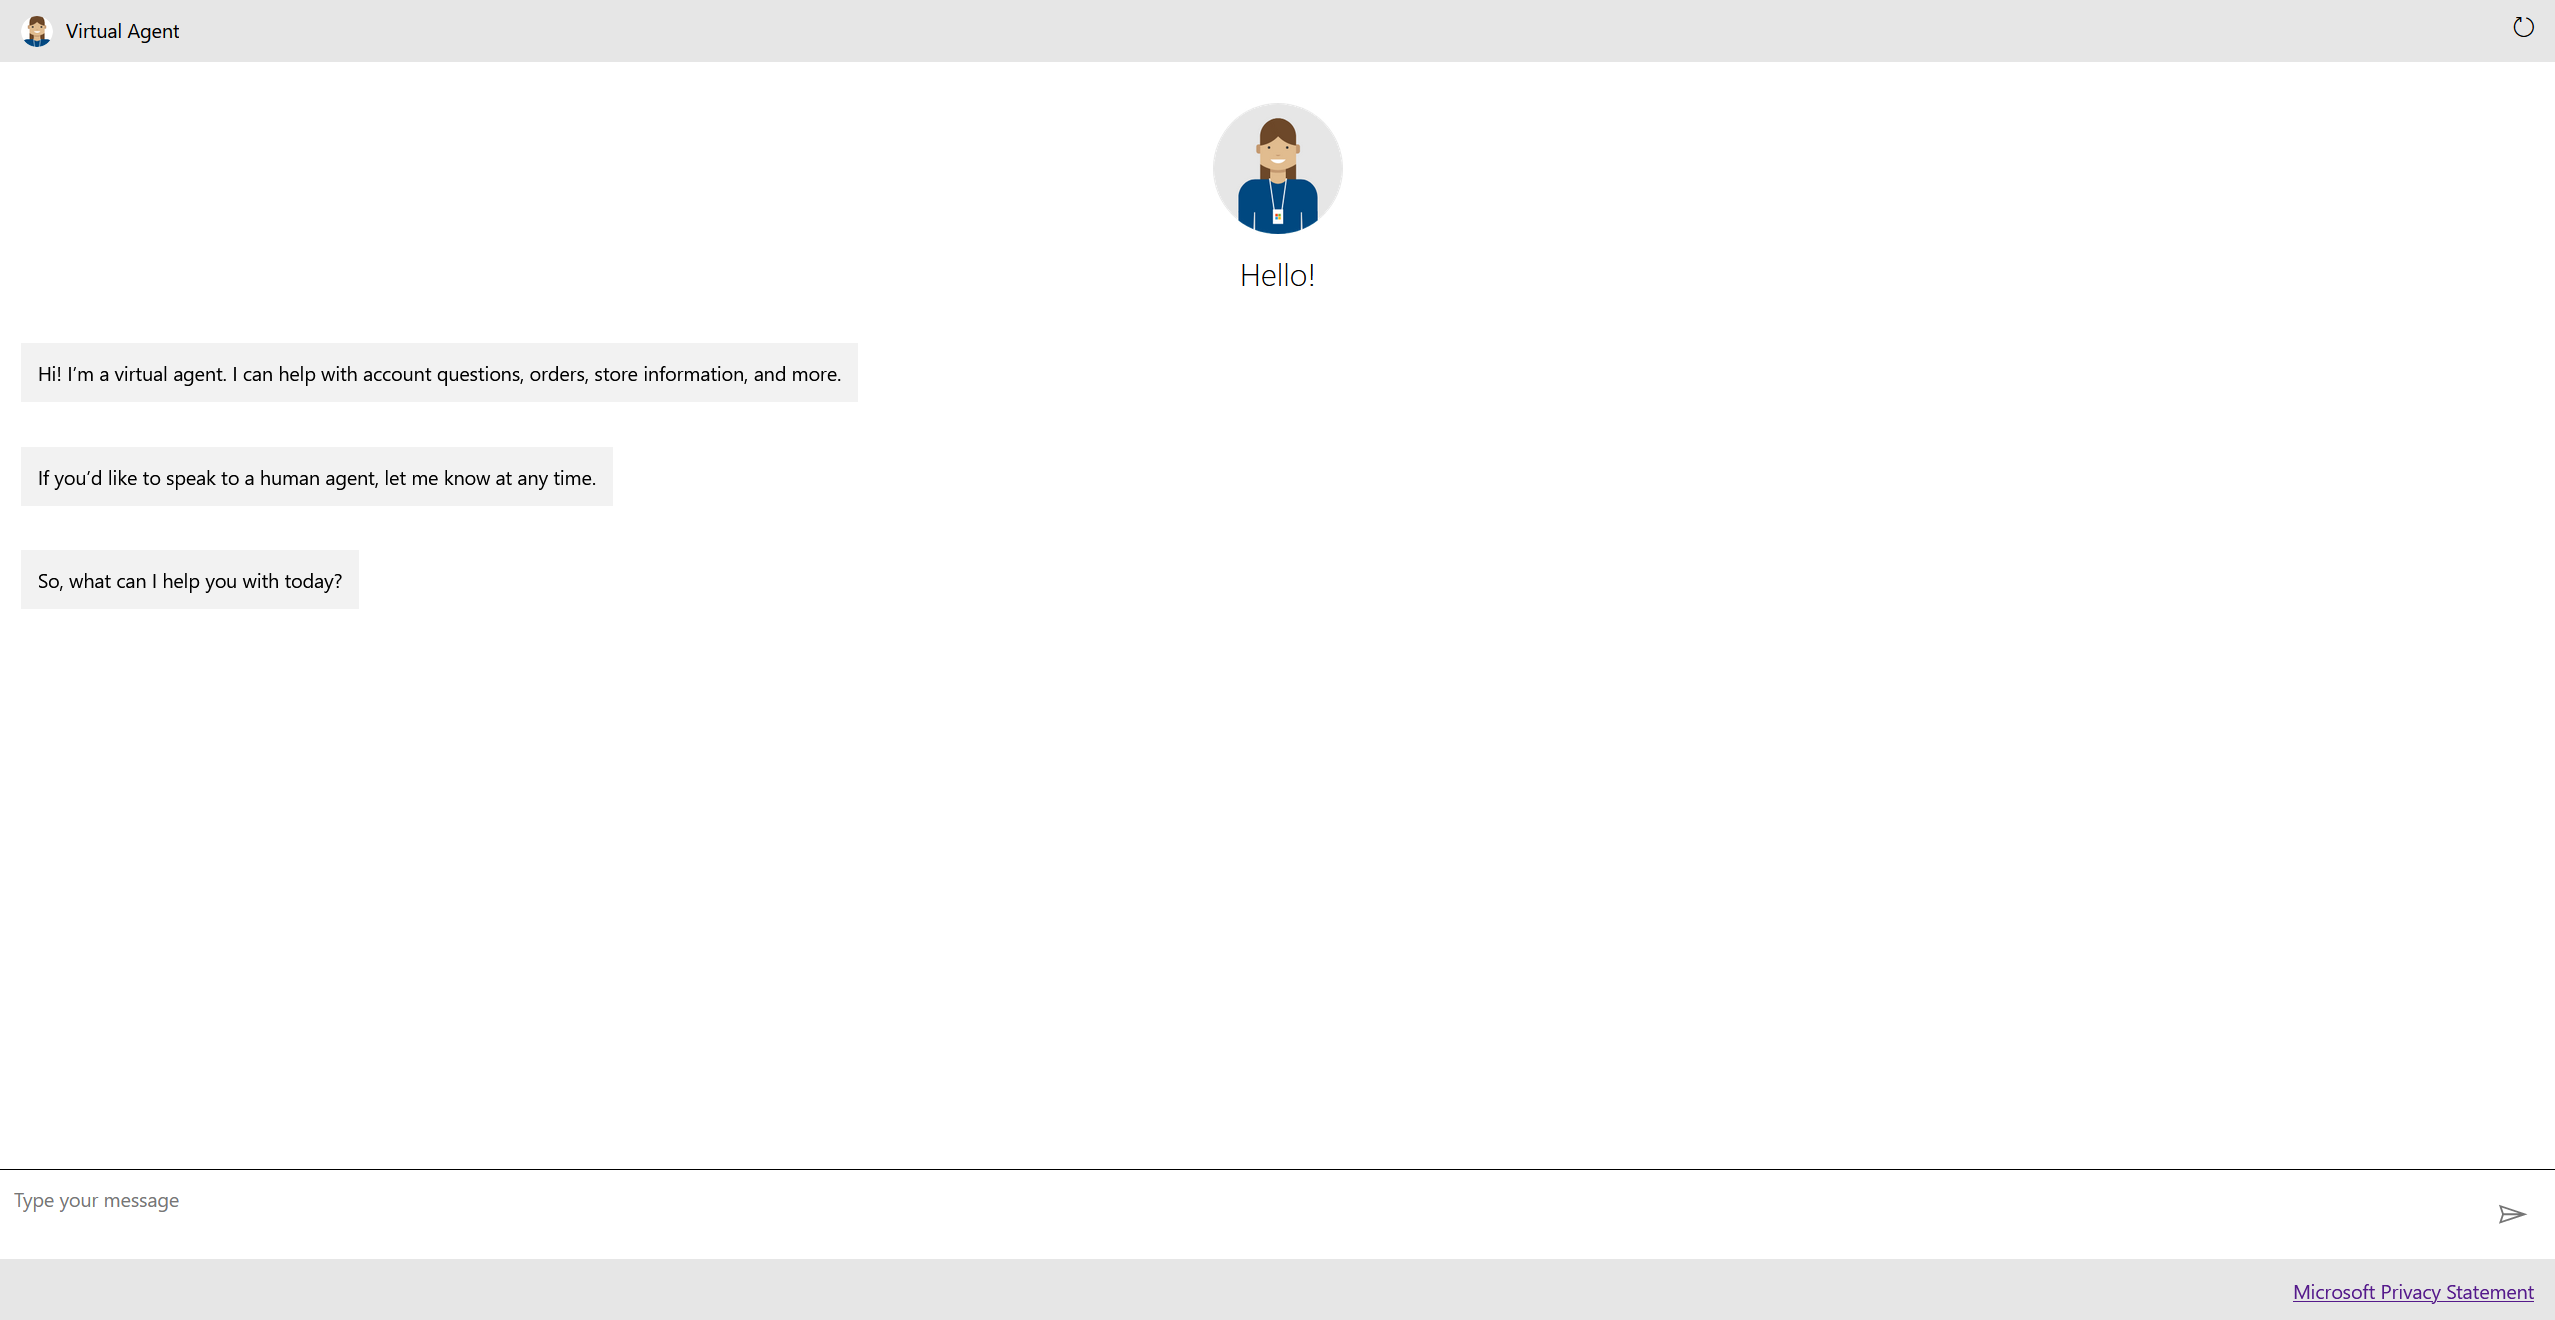 Virtual Agent
Hello!
Hi! I’m a virtual agent. I can help with account questions, orders, store information, and more.
If you’d like to speak to a human agent, let me know at any time.
So, what can I help you with today?
Type your message
Microsoft Privacy Statement